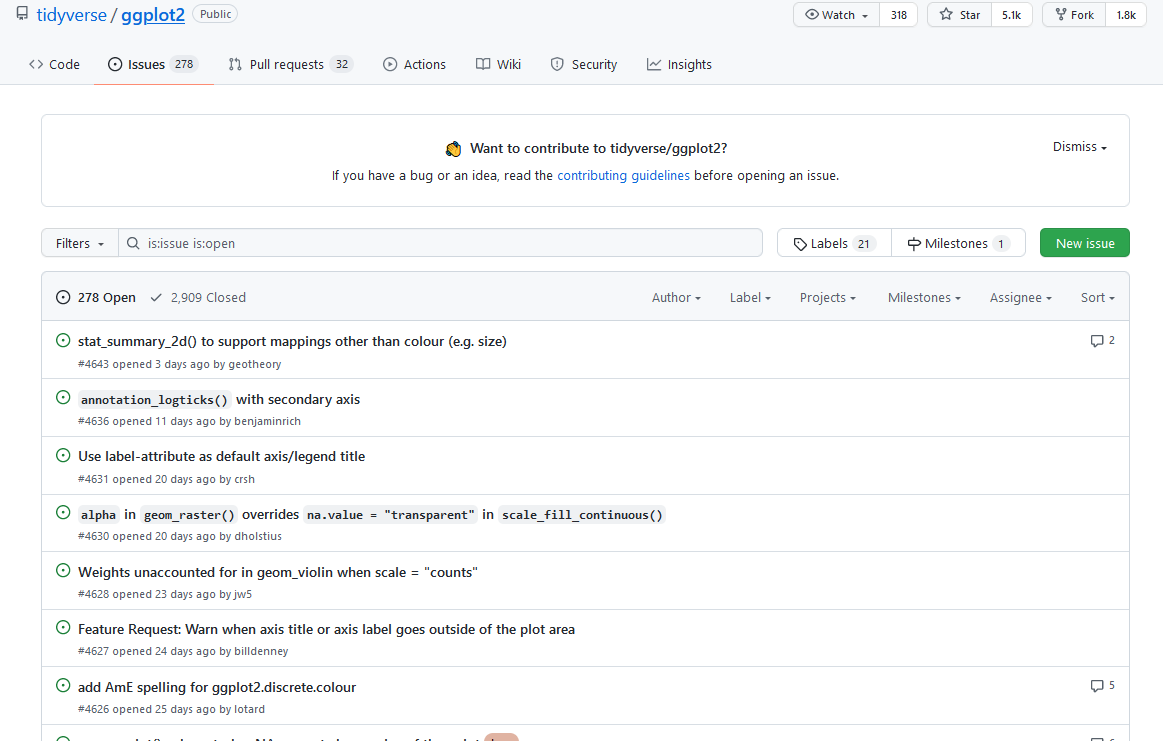 tidyverse / ggplot2 Public Watch 318 Star 5.1k Fork 1.8k
Code Issues 278 Pull requests 32 Actions Wiki Security Insights
Want to contribute to tidyverse/ggplot2? Dismiss
If you have a bug or an idea, read the contributing guidelines before opening an issue.
Filters is:issue is:open Labels 21 Milestones 1 New issue
278 Open 2,909 Closed Author Label Projects Milestones Assignee Sort
stat_summary_2d() to support mappings other than colour (e.g. size) 2
#4643 opened 3 days ago by geotheory
annotation_logticks() with secondary axis
#4636 opened 11 days ago by benjaminrich
Use label-attribute as default axis/legend title
#4631 opened 20 days ago by crsh
alpha in geom_raster() overrides na.value = "transparent" in scale_fill_continuous()
#4630 opened 20 days ago by dholstius
Weights unaccounted for in geom_violin when scale = "counts"
#4628 opened 23 days ago by jw5
Feature Request: Warn when axis title or axis label goes outside of the plot area
#4627 opened 24 days ago by billdenney
add AmE spelling for ggplot2.discrete.colour 5
#4626 opened 25 days ago by lotard